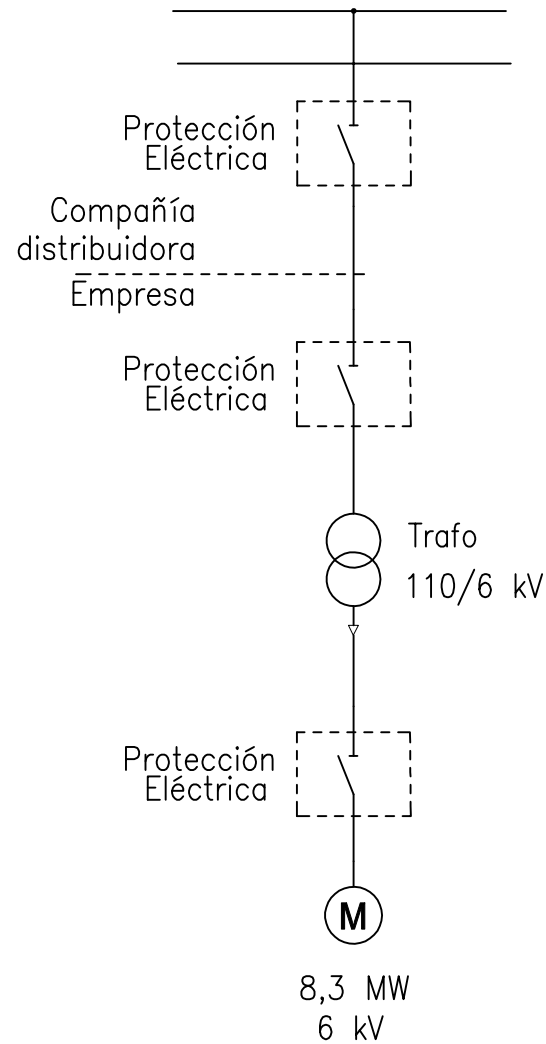 Protección
Eléctrica
Compañía
distribuidora
Empresa
Protección
Eléctrica
Trafo
110/6 kV
Protección
Eléctrica
M
8,3 MW
6 kV